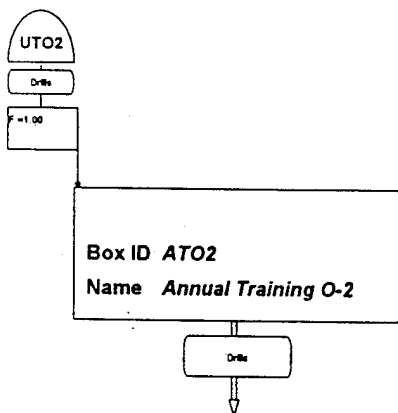 UTO2
Drills
F =1.00
Box ID ATO2
Name Annual Training O-2
Drills